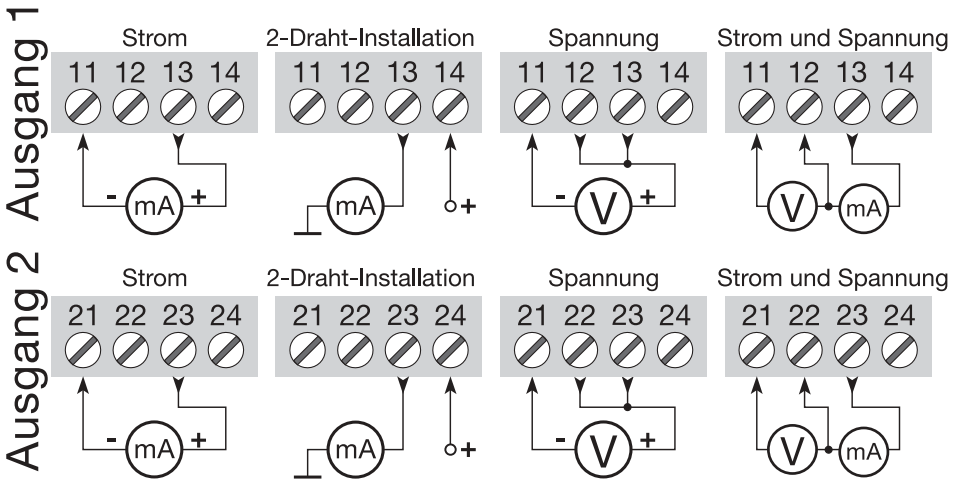 Ausgang 1
Strom 2-Draht-Installation Spannung Strom und Spannung
11 12 13 14 11 12 13 14 11 12 13 14 11 12 13 14
- mA + mA + - V + V mA
Ausgang 2
Strom 2-Draht-Installation Spannung Strom und Spannung
21 22 23 24 21 22 23 24 21 22 23 24 21 22 23 24
- mA + mA + - V + V mA